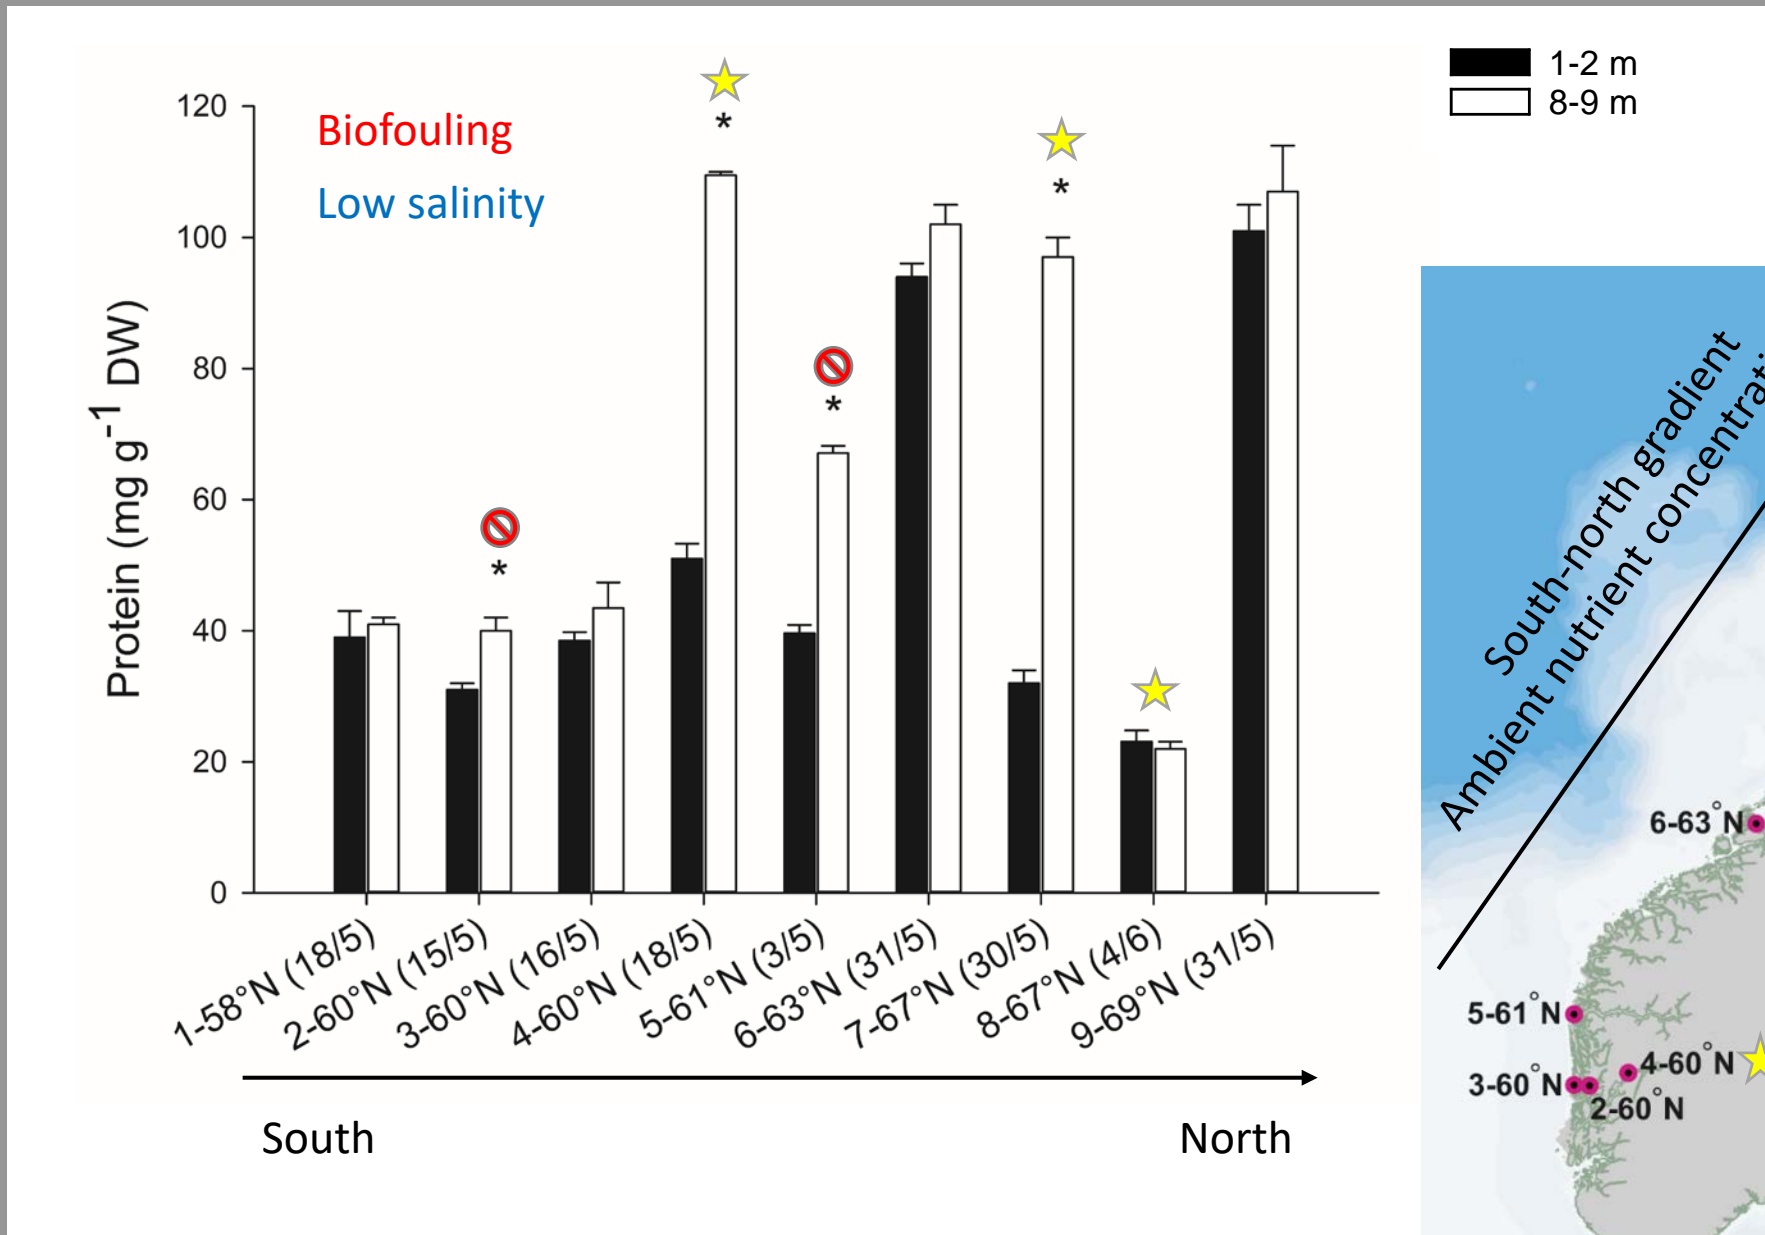 1-2 m
8-9 m
Biofouling
Low salinity
Protein (mg g-1 DW)
120
100
80
60
40
20
0
*
*
*
*
1-58°N (18/5)
2-60°N (15/5)
3-60°N (16/5)
4-60°N (18/5)
5-61°N (3/5)
6-63°N (31/5)
7-67°N (30/5)
8-67°N (4/6)
9-69°N (31/5)
South
North
South-north gradient
Ambient nutrient
6-63°N
5-61°N
4-60°N
3-60°N
2-60°N